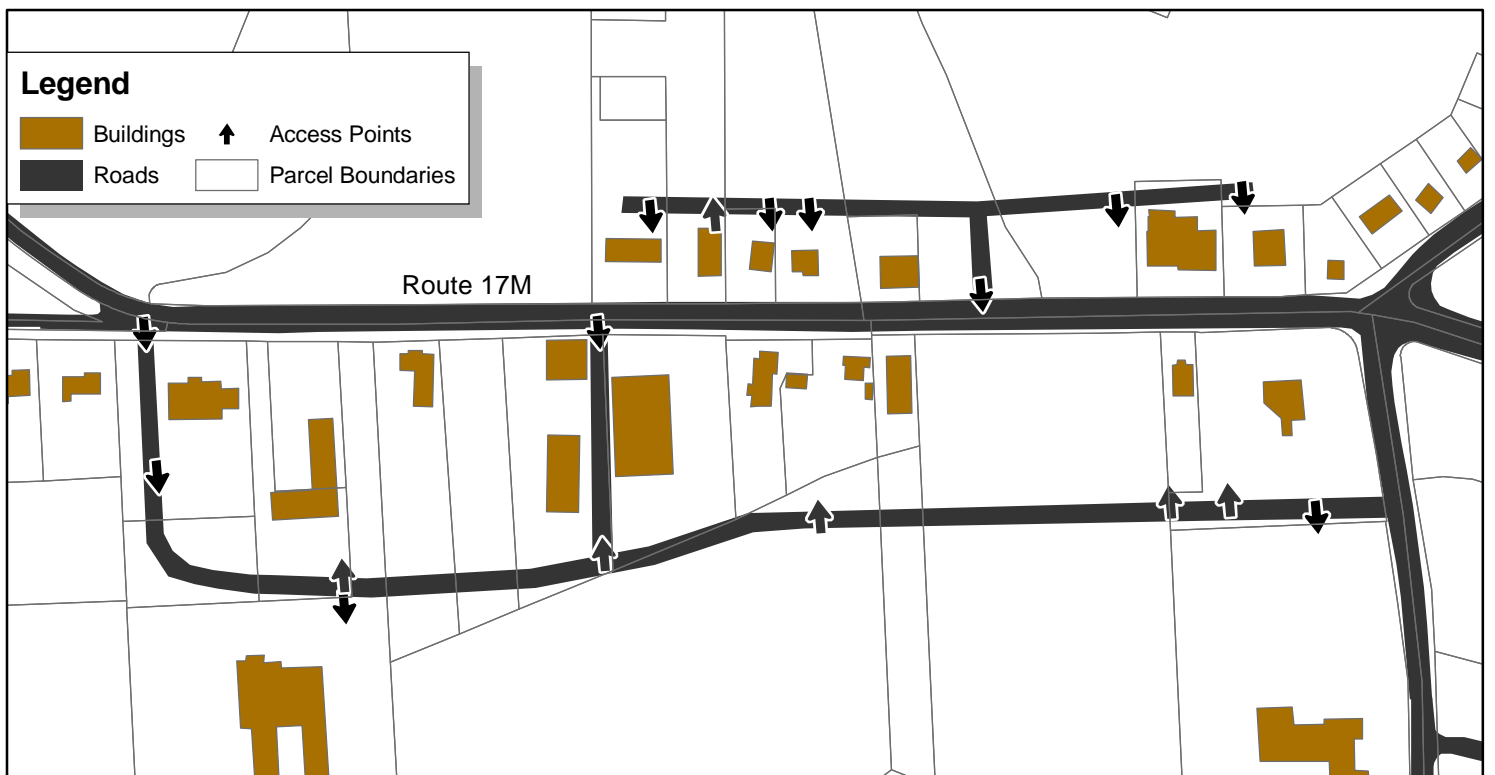 Legend
Buildings
Access Points
Roads
Parcel Boundaries
Route 17M